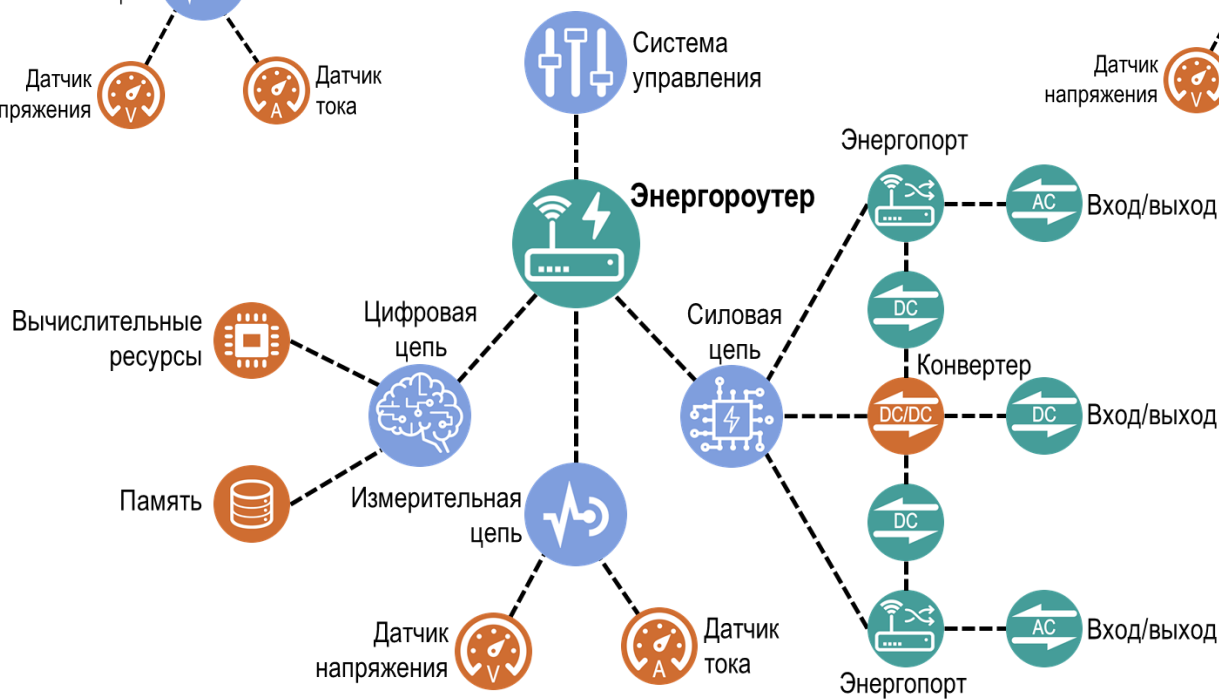 Датчик
пряжения
V
A
Датчик
тока
Система
управления
Датчик
напряжения
V
Энергопорт
Энергороутер
AC
Вход/выход
DC
Вычислительные
ресурсы
Цифровая
цепь
Силовая
цепь
Конвертер
DC/DC
DC
Вход/выход
Память
Измерительная
цепь
DC
Датчик
напряжения
V
A
Датчик
тока
AC
Вход/выход
Энергопорт